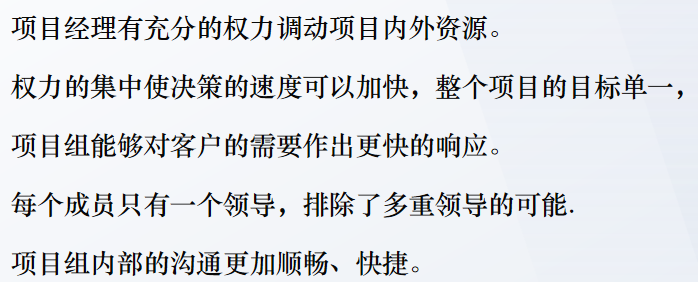 项目经理有充分的权力调动项目内外资源。
权力的集中使决策的速度可以加快，整个项目的目标单一，
项目组能够对客户的需要作出更快的响应。
每个成员只有一个领导，排除了多重领导的可能.
项目组内部的沟通更加顺畅、快捷。